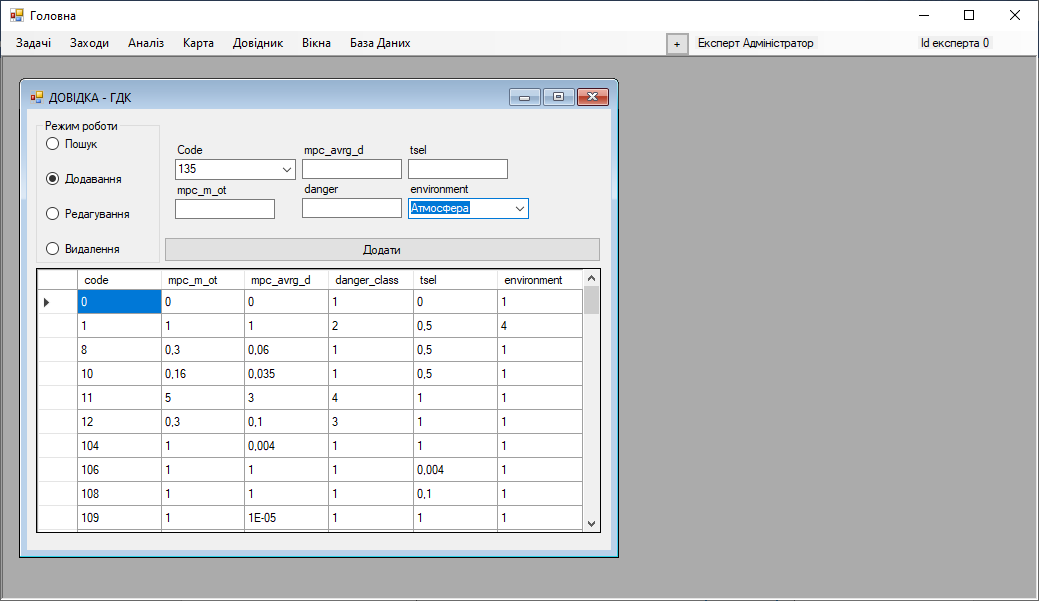 Головна
Задачі Заходи Аналіз Карта Довідник Вікна База Даних + Експерт Адміністратор Id експерта 0
ДОВІДКА - ГДК
Режим роботи
Пошук
Додавання
Редагування
Видалення
Code mpc_avrg_d tsel
135
mpc_m_ot danger environment
Атмосфера
Додати
code mpc_m_ot mpc_avrg_d danger_class tsel environment
0 0 0 1 0 1
1 1 1 2 0,5 4
8 0,3 0,06 1 0,5 1
10 0,16 0,035 1 0,5 1
11 5 3 4 1 1
12 0,3 0,1 3 1 1
104 1 0,004 1 1 1
106 1 1 1 0,004 1
108 1 1 1 0,1 1
109 1 1E-05 1 1 1